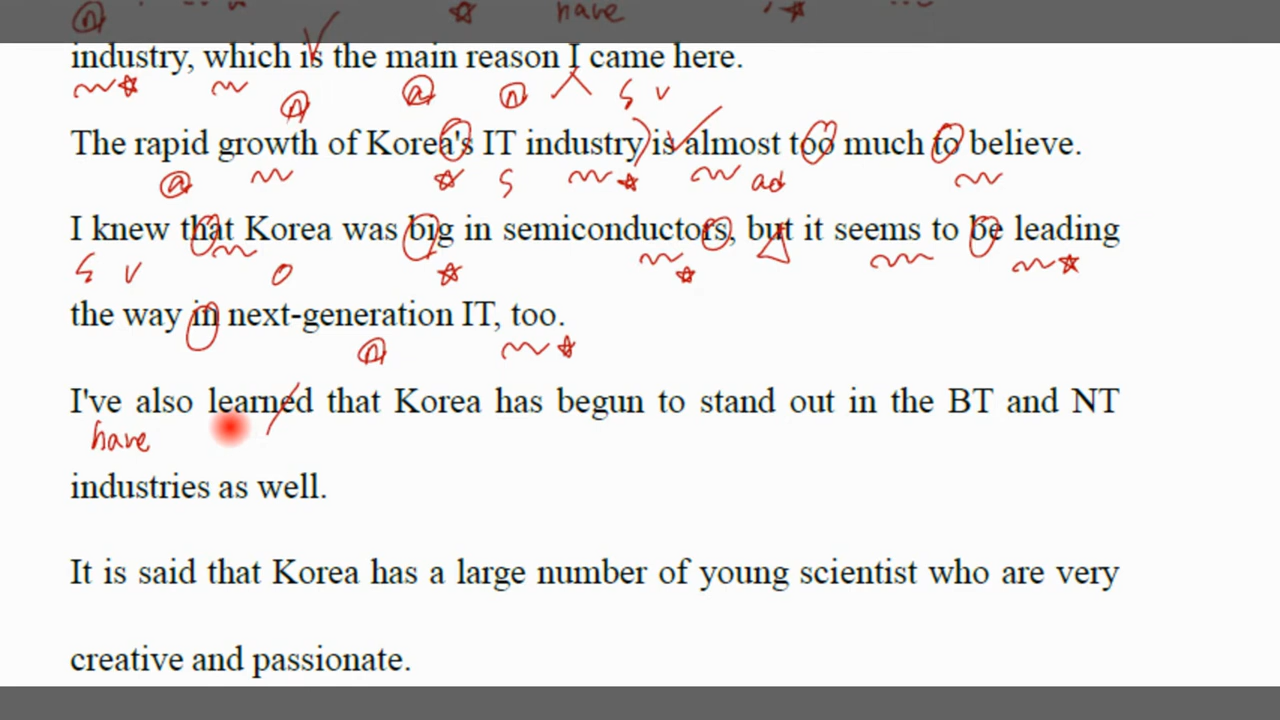 have
industry, which is the main reason I came here.
n a n S V
The rapid growth of Korea's IT industry is almost too much to believe.
a S ad
I knew that Korea was big in semiconductors, but it seems to be leading
S V O
the way in next-generation IT, too.
n
I've also learned that Korea has begun to stand out in the BT and NT
have
industries as well.
It is said that Korea has a large number of young scientist who are very
creative and passionate.